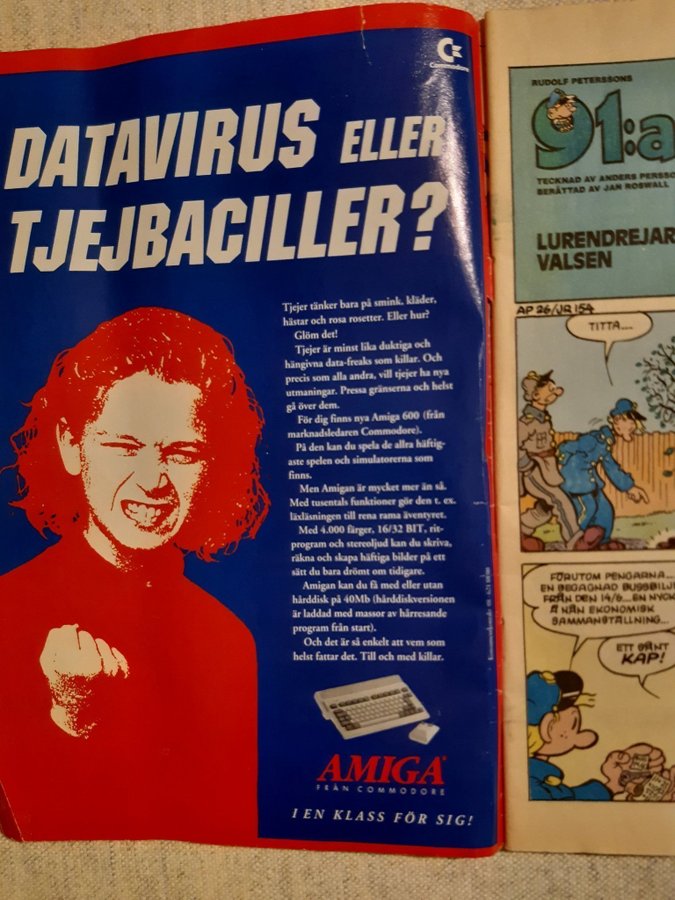 Commodore
DATAVIRUS ELLER
TJEJBACILLER?
Tjejer tänker bara på smink, kläder,
hästar och rosa rosetter. Eller hur?
Glöm det!
Tjejer är minst lika duktiga och
hängivna data-freaks som killar. Och
precis som alla andra, vill tjejer ha nya
utmaningar. Pressa gränserna och helst
gå över dem.
För dig finns nya Amiga 600 (från
marknadsledaren Commodore).
På den kan du spela de allra häftig-
aste spelen och simulatorerna som
finns.
Men Amigan är mycket mer än så.
Med tusentals funktioner gör den t. ex.
läxläsningen till rena rama äventyret.
Med 4.000 färger, 16/32 BIT, rit-
program och stereoljud kan du skriva,
räkna och skapa häftiga bilder på ett
sätt du bara drömt om tidigare.
Amigan kan du få med eller utan
hårddisk på 40Mb (hårddiskversionen
är laddad med massor av hårresande
program från start).
Och det är så enkelt att vem som
helst fattar det. Till och med killar.
AMIGA
FRÅN COMMODORE
I EN KLASS FÖR SIG!
RUDOLF PETERSSONS
91:a
TECKNAD AV ANDERS PERSSO
BERÄTTAD AV JAN ROSWALL
LURENDREJAR
VALSEN
AP 26/JR 154
TITTA....
FÖRUTOM PENGARNA...
EN BEGAGNAD BUSSBILJ
FRÅN DEN 14/6... EN NYCK
Å NÅN EKONOMISK
SAMMANSTÄLLNING...
ETT SÅNT
KAP!